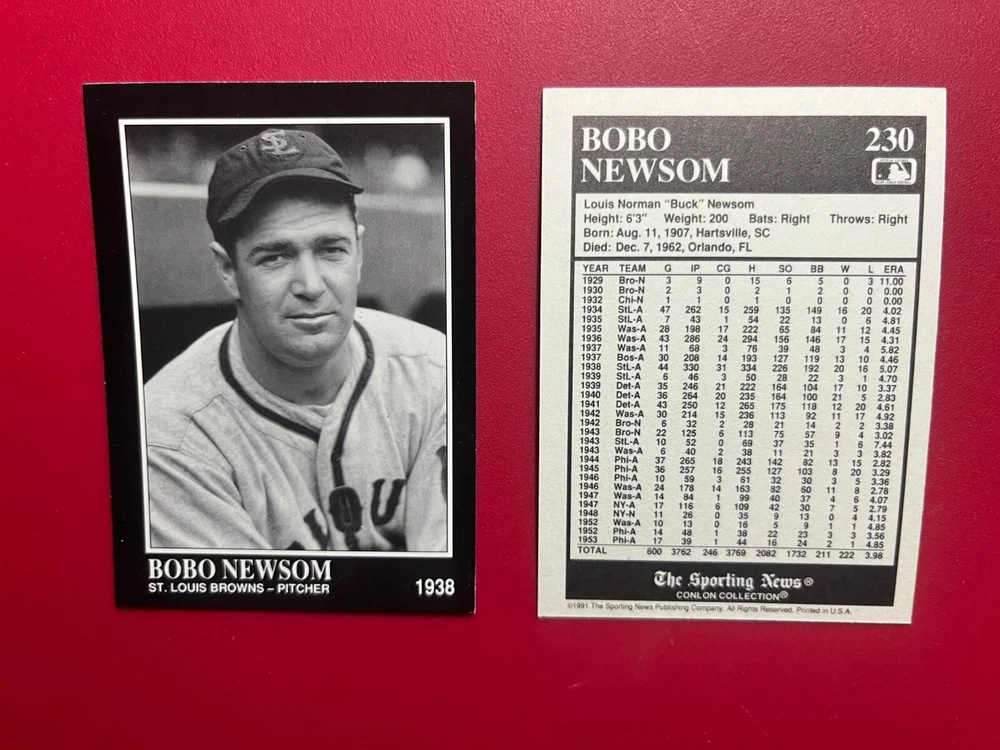 SL
LOU
BOBO NEWSOM
ST. LOUIS BROWNS – PITCHER
1938
BOBO
NEWSOM
230
Louis Norman "Buck" Newsom
Height: 6'3" Weight: 200 Bats: Right Throws: Right
Born: Aug. 11, 1907, Hartsville, SC
Died: Dec. 7, 1962, Orlando, FL
YEAR TEAM G IP CG H SO BB W L ERA
1929 Bro-N 3 9 0 15 6 5 0 3 11.00
1930 Bro-N 2 3 0 2 1 2 0 0 0.00
1932 Chi-N 1 1 0 1 0 0 0 0 0.00
1934 StL-A 47 262 15 259 135 149 16 20 4.02
1935 StL-A 7 43 1 54 22 13 0 6 4.81
1935 Was-A 28 198 17 222 65 84 11 12 4.45
1936 Was-A 43 286 24 294 156 146 17 15 4.31
1937 Was-A 11 68 3 76 39 48 3 4 5.82
1937 Bos-A 30 208 14 193 127 119 13 10 4.46
1938 StL-A 44 330 31 334 226 192 20 16 5.07
1939 StL-A 6 46 3 50 28 22 3 1 4.70
1939 Det-A 35 246 21 222 164 104 17 10 3.37
1940 Det-A 36 264 20 235 164 100 21 5 2.83
1941 Det-A 43 250 12 265 175 118 12 20 4.61
1942 Was-A 30 214 15 236 113 92 11 17 4.92
1942 Bro-N 6 32 2 28 21 14 2 2 3.38
1943 Bro-N 22 125 6 113 75 57 9 4 3.02
1943 StL-A 10 52 0 69 37 35 1 6 7.44
1943 Was-A 6 40 2 38 11 21 3 3 3.82
1944 Phi-A 37 265 18 243 142 82 13 15 2.82
1945 Phi-A 36 257 16 255 127 103 8 20 3.29
1946 Phi-A 10 59 3 61 32 30 3 5 3.36
1946 Was-A 24 178 14 163 82 60 11 8 2.78
1947 Was-A 14 84 1 99 40 37 4 6 4.07
1947 NY-A 17 116 6 109 42 30 7 5 2.79
1948 NY-N 11 26 0 35 9 13 0 4 4.15
1952 Was-A 10 13 0 16 5 9 1 1 4.85
1952 Phi-A 14 48 1 38 22 23 3 3 3.56
1953 Phi-A 17 39 1 44 16 24 2 1 4.85
TOTAL 600 3762 246 3769 2082 1732 211 222 3.98
The Sporting News®
CONLON COLLECTION®
©1991 The Sporting News Publishing Company. All Rights Reserved. Printed in U.S.A.